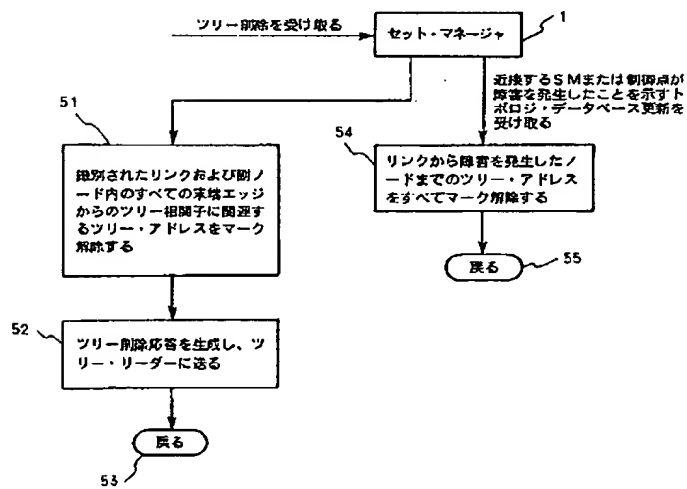 ツリー削除を受け取る
セット・マネージャ
1
近接するSMまたは制御点が
障害を発生したことを示すト
ポロジ・データベース更新を
受け取る
51
識別されたリンクおよび副ノ
ード内のすべての末端エッジ
からのツリー相関子に関連す
るツリー・アドレスをマーク
解除する
54
リンクから障害を発生したノ
ードまでのツリー・アドレス
をすべてマーク解除する
戻る
55
52
ツリー削除応答を生成し、ツ
リー・リーダーに送る
戻る
53